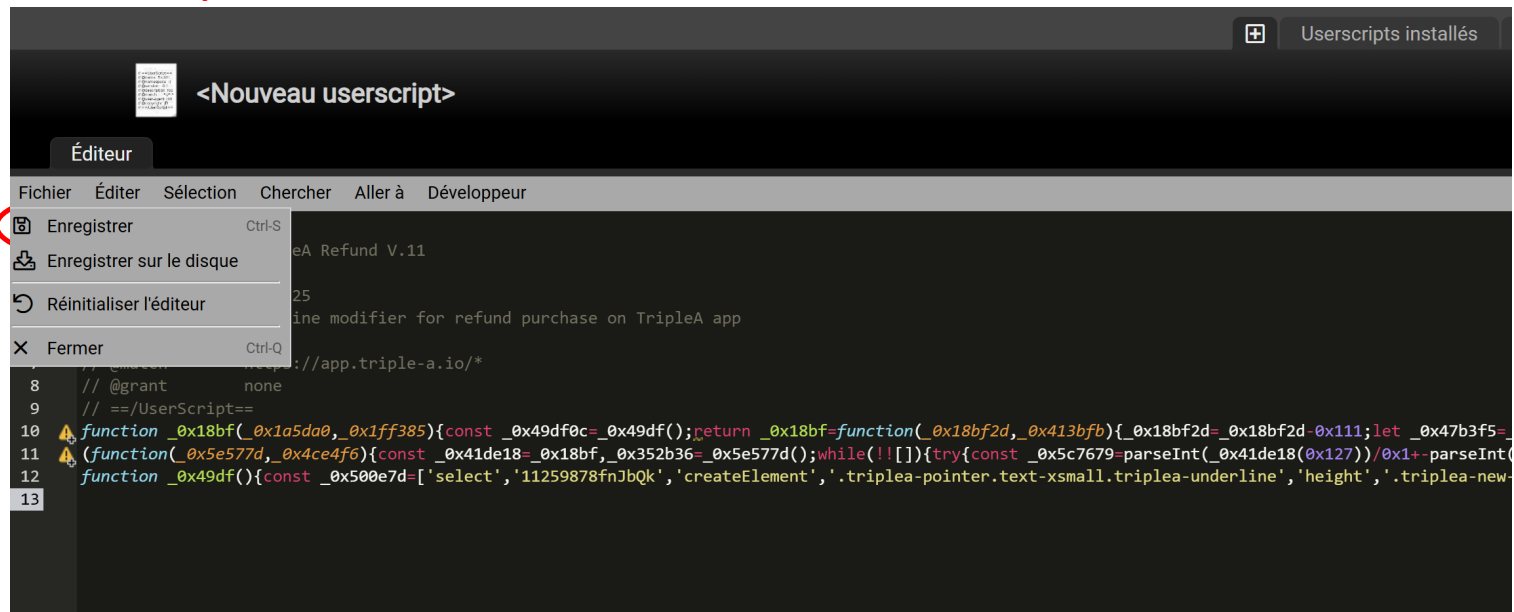 Userscripts installés
<Nouveau userscript>
Éditeur
Fichier Éditer Sélection Chercher Aller à Développeur
Enregistrer Ctrl-S
eA Refund V.11
Enregistrer sur le disque
25
Réinitialiser l'éditeur
ine modifier for refund purchase on TripleA app
Fermer Ctrl-Q
://app.triple-a.io/*
8 // @grant none
9 // ==/UserScript==
10 function _0x18bf(_0x1a5da0,_0x1ff385){const _0x49df0c=_0x49df();return _0x18bf=function(_0x18bf2d,_0x413bfb){_0x18bf2d=_0x18bf2d-0x111;let _0x47b3f5=_
11 (function(_0x5e577d,_0x4ce4f6){const _0x41de18=_0x18bf,_0x352b36=_0x5e577d();while(!![]){try{const _0x5c7679=parseInt(_0x41de18(0x127))/0x1+-parseInt(
12 function _0x49df(){const _0x500e7d=['select','11259878fnJbQk','createElement','.triplea-pointer.text-xsmall.triplea-underline','height','.triplea-new-
13